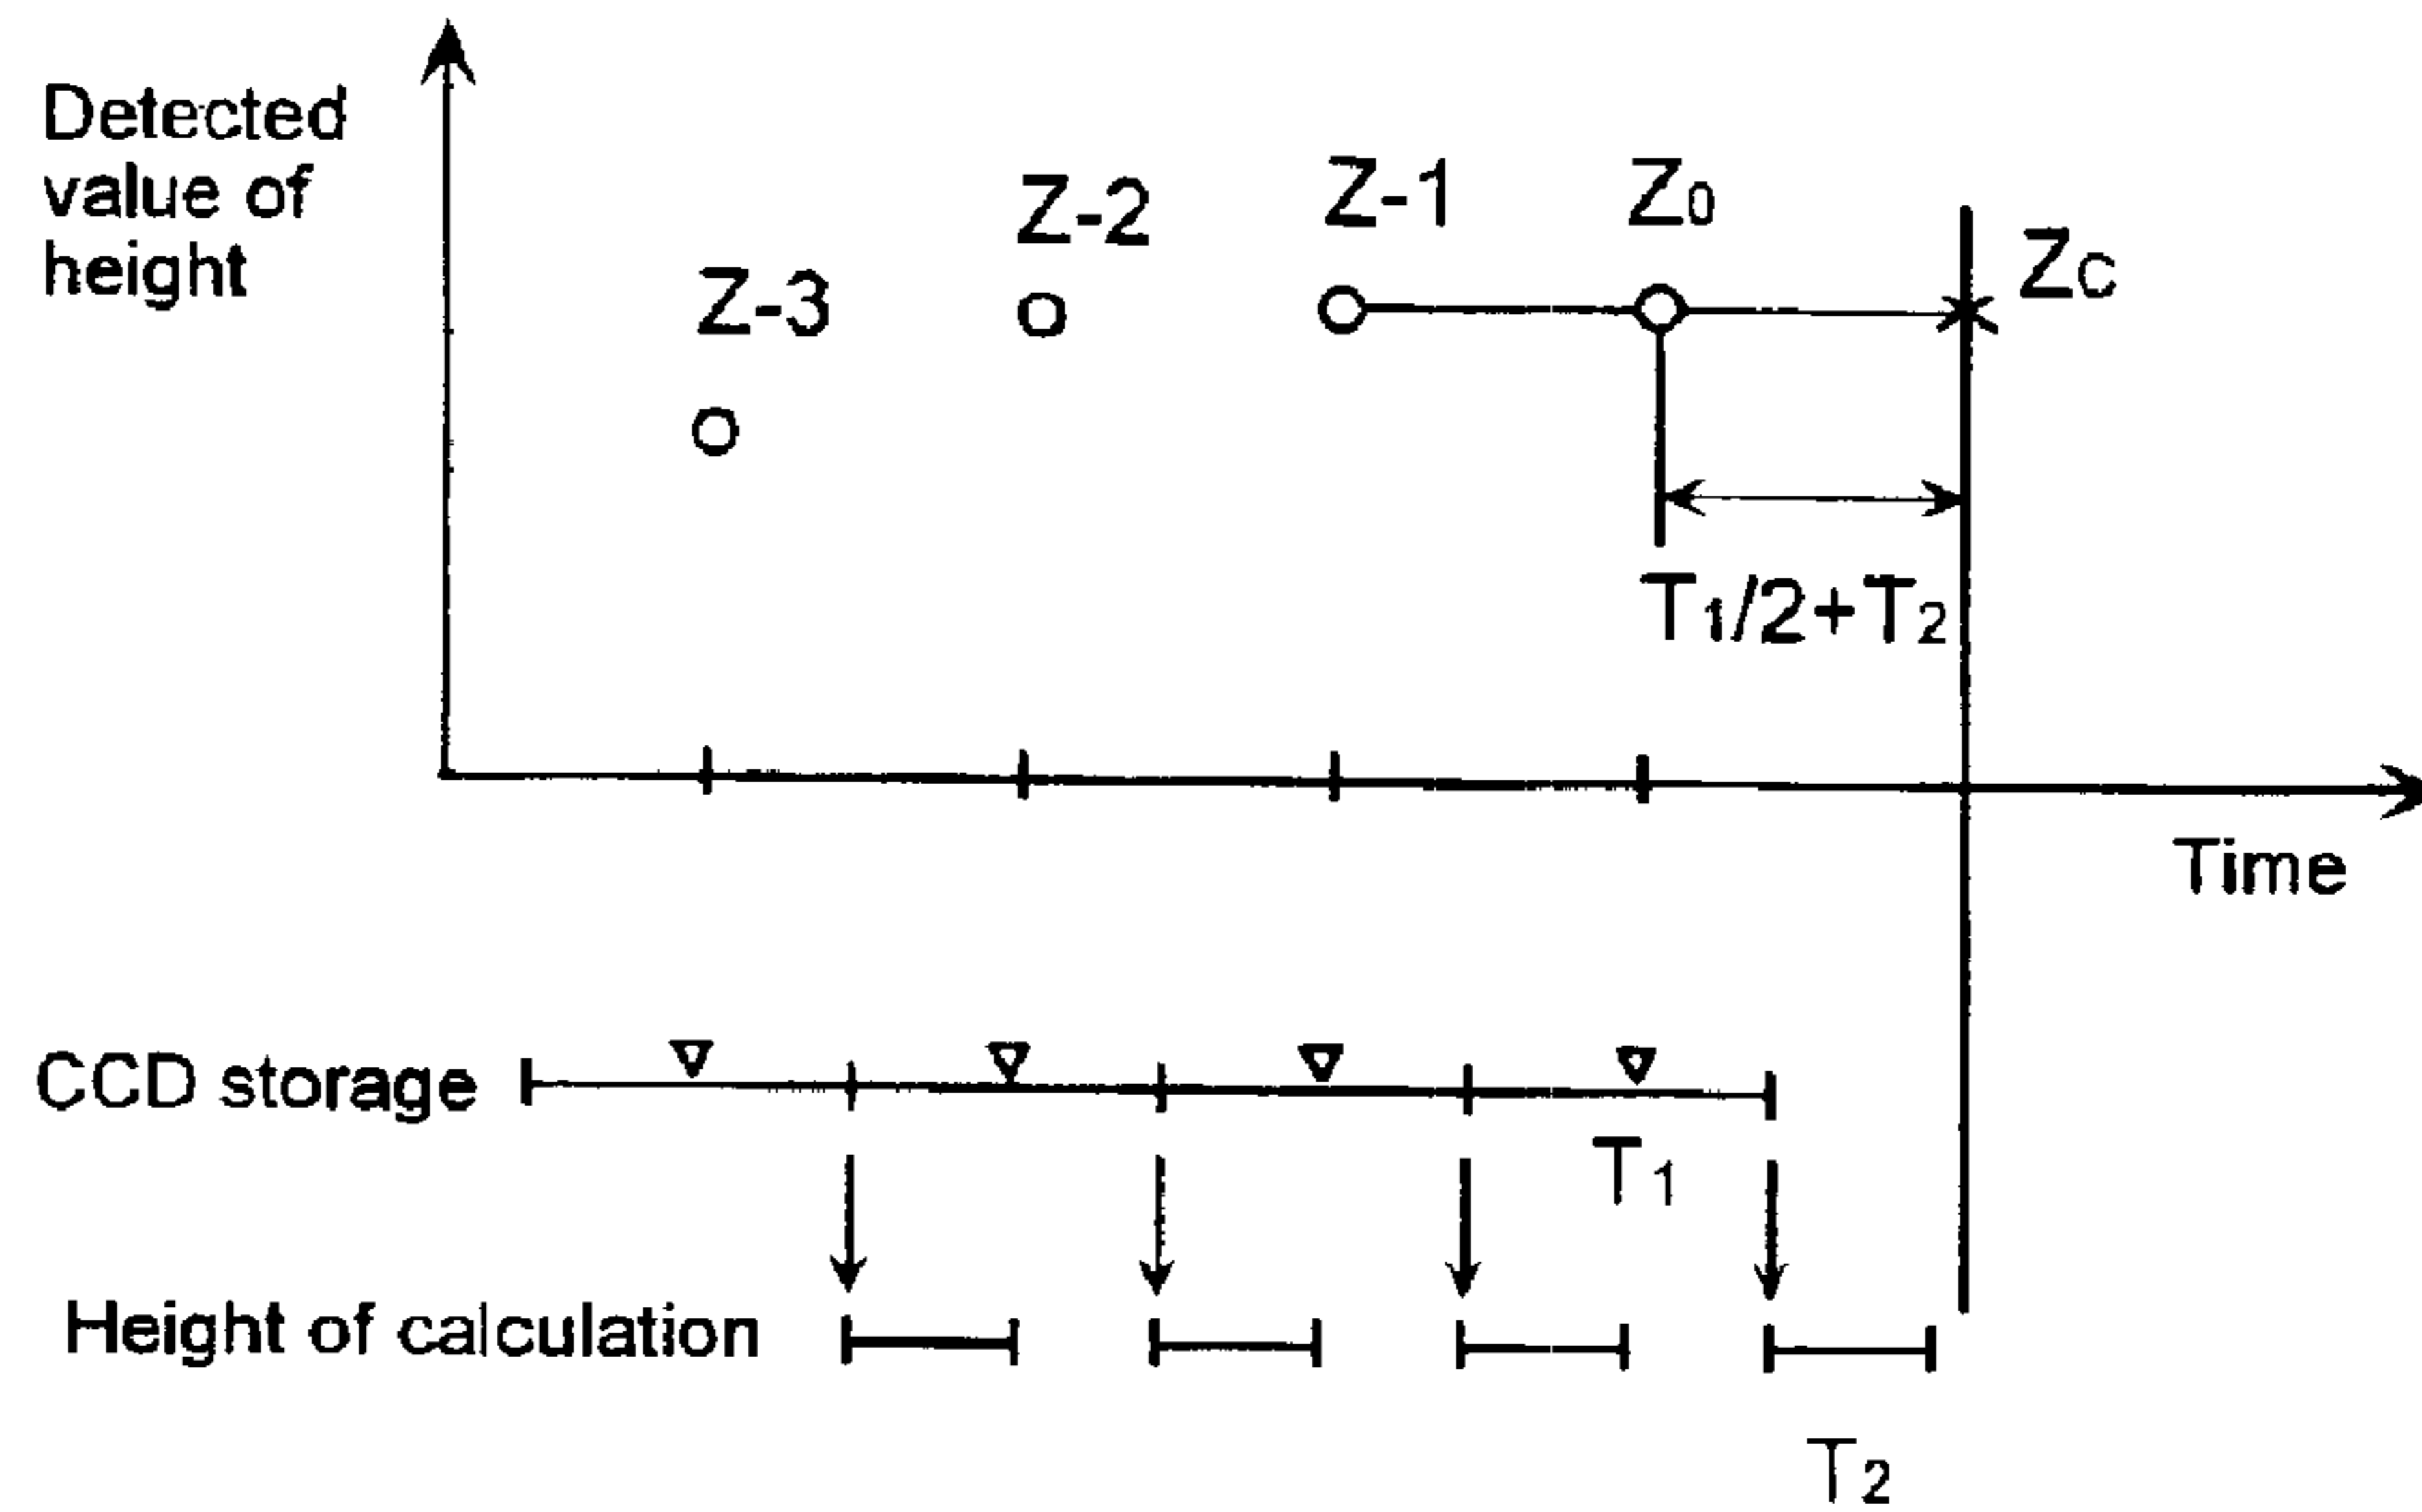 Detected
value of
height
Z-3
Z-2
Z-1
Z0
ZC
T1/2+T2
Time
CCD storage
T1
Height of calculation
T2